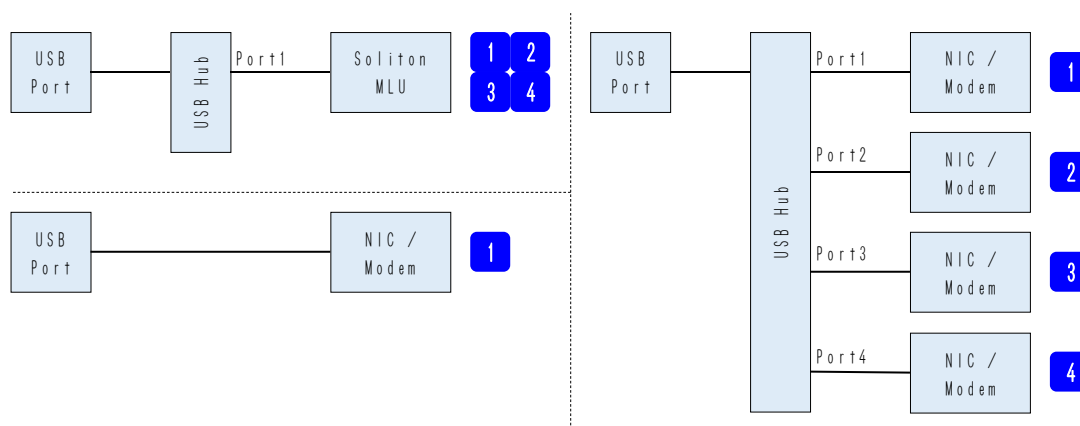 USB
Port
USB Hub
Port1
Soliton
MLU
1 2
3 4
USB
Port
NIC /
Modem
1
USB
Port
USB Hub
Port1
NIC /
Modem
1
Port2
NIC /
Modem
2
Port3
NIC /
Modem
3
Port4
NIC /
Modem
4